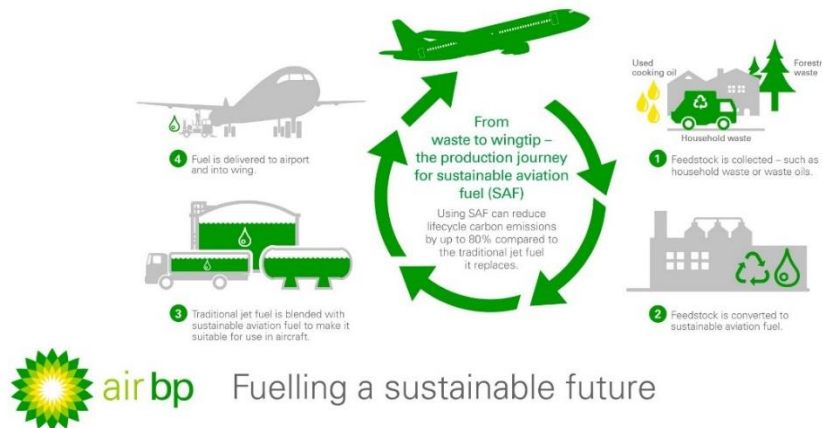 From
waste to wingtip –
the production journey
for sustainable aviation
fuel (SAF)
Using SAF can reduce
lifecycle carbon emissions
by up to 80% compared to
the traditional jet fuel
it replaces.
Used
cooking oil
Forestr
waste
Household waste
1 Feedstock is collected – such as
household waste or waste oils.
2 Feedstock is converted to
sustainable aviation fuel.
3 Traditional jet fuel is blended with
sustainable aviation fuel to make it
suitable for use in aircraft.
4 Fuel is delivered to airport
and into wing.
air bp Fuelling a sustainable future